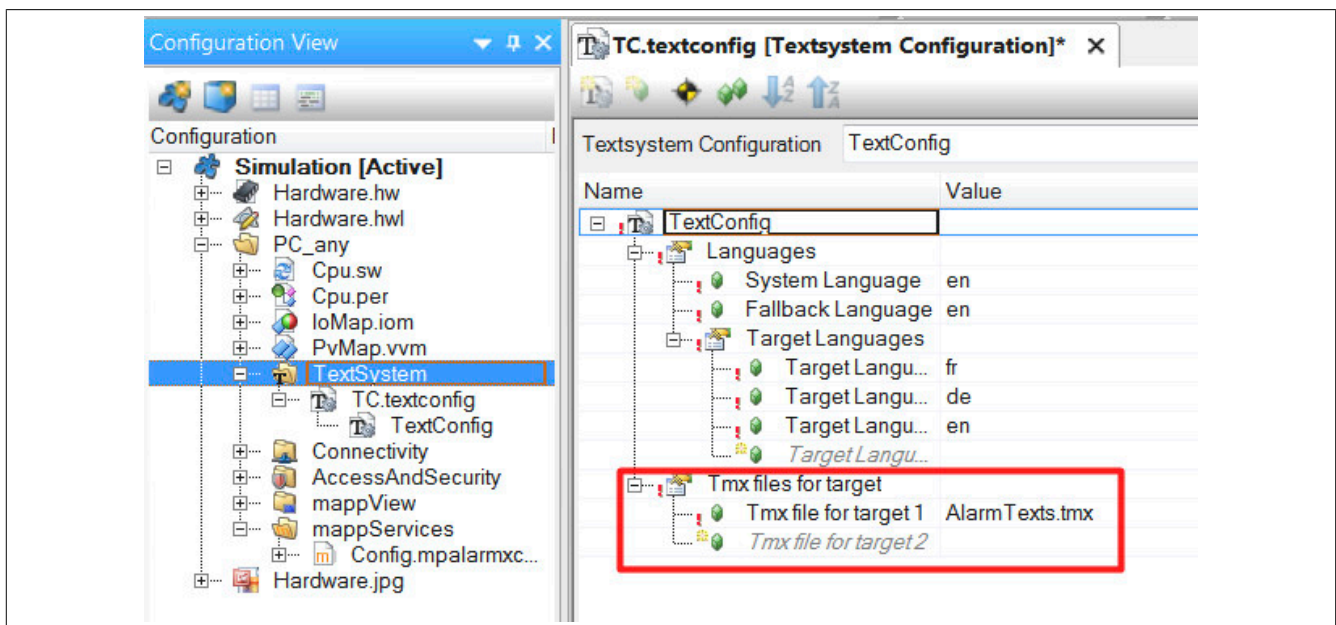 Configuration View
Configuration
Simulation [Active]
Hardware.hw
Hardware.hwl
PC_any
Cpu.sw
Cpu.per
IoMap.iom
PvMap.vvm
TextSystem
TC.textconfig
TextConfig
Connectivity
AccessAndSecurity
mappView
mappServices
Config.mpalarmxc...
Hardware.jpg
TC.textconfig [Textsystem Configuration]*
Textsystem Configuration TextConfig
Name Value
TextConfig
Languages
System Language en
Fallback Language en
Target Languages
Target Langu... fr
Target Langu... de
Target Langu... en
Target Langu...
Tmx files for target
Tmx file for target 1 AlarmTexts.tmx
Tmx file for target 2